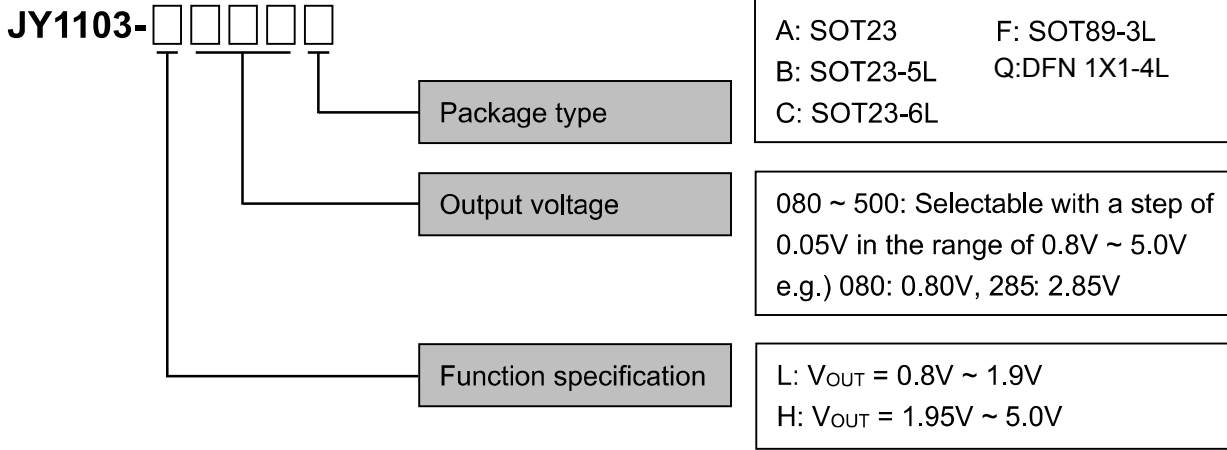 JY1103-□□□□□
Package type
A: SOT23 F: SOT89-3L
B: SOT23-5L Q:DFN 1X1-4L
C: SOT23-6L
Output voltage
080 ~ 500: Selectable with a step of
0.05V in the range of 0.8V ~ 5.0V
e.g.) 080: 0.80V, 285: 2.85V
Function specification
L: VOUT = 0.8V ~ 1.9V
H: VOUT = 1.95V ~ 5.0V